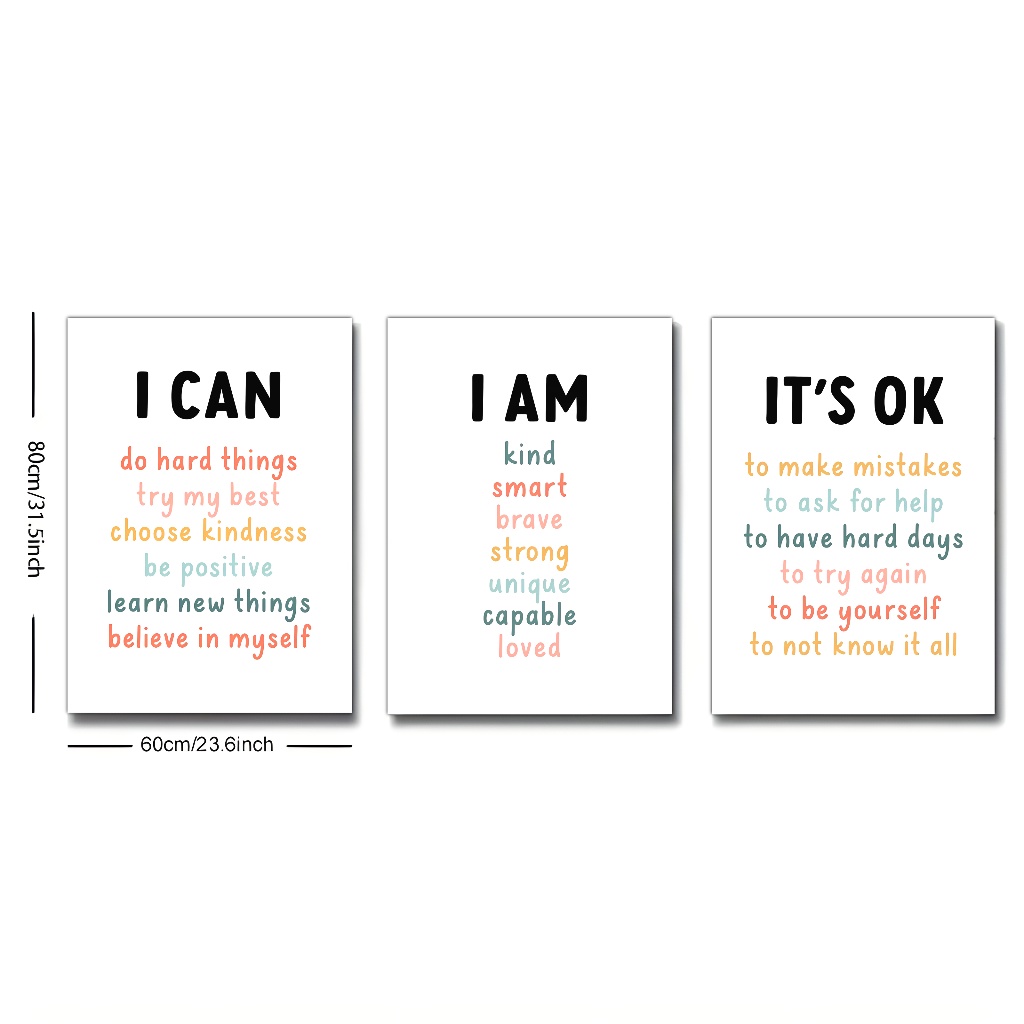 I CAN
do hard things
try my best
choose kindness
be positive
learn new things
believe in myself
I AM
kind
smart
brave
strong
unique
capable
loved
IT'S OK
to make mistakes
to ask for help
to have hard days
to try again
to be yourself
to not know it all
80cm/31.5inch
60cm/23.6inch